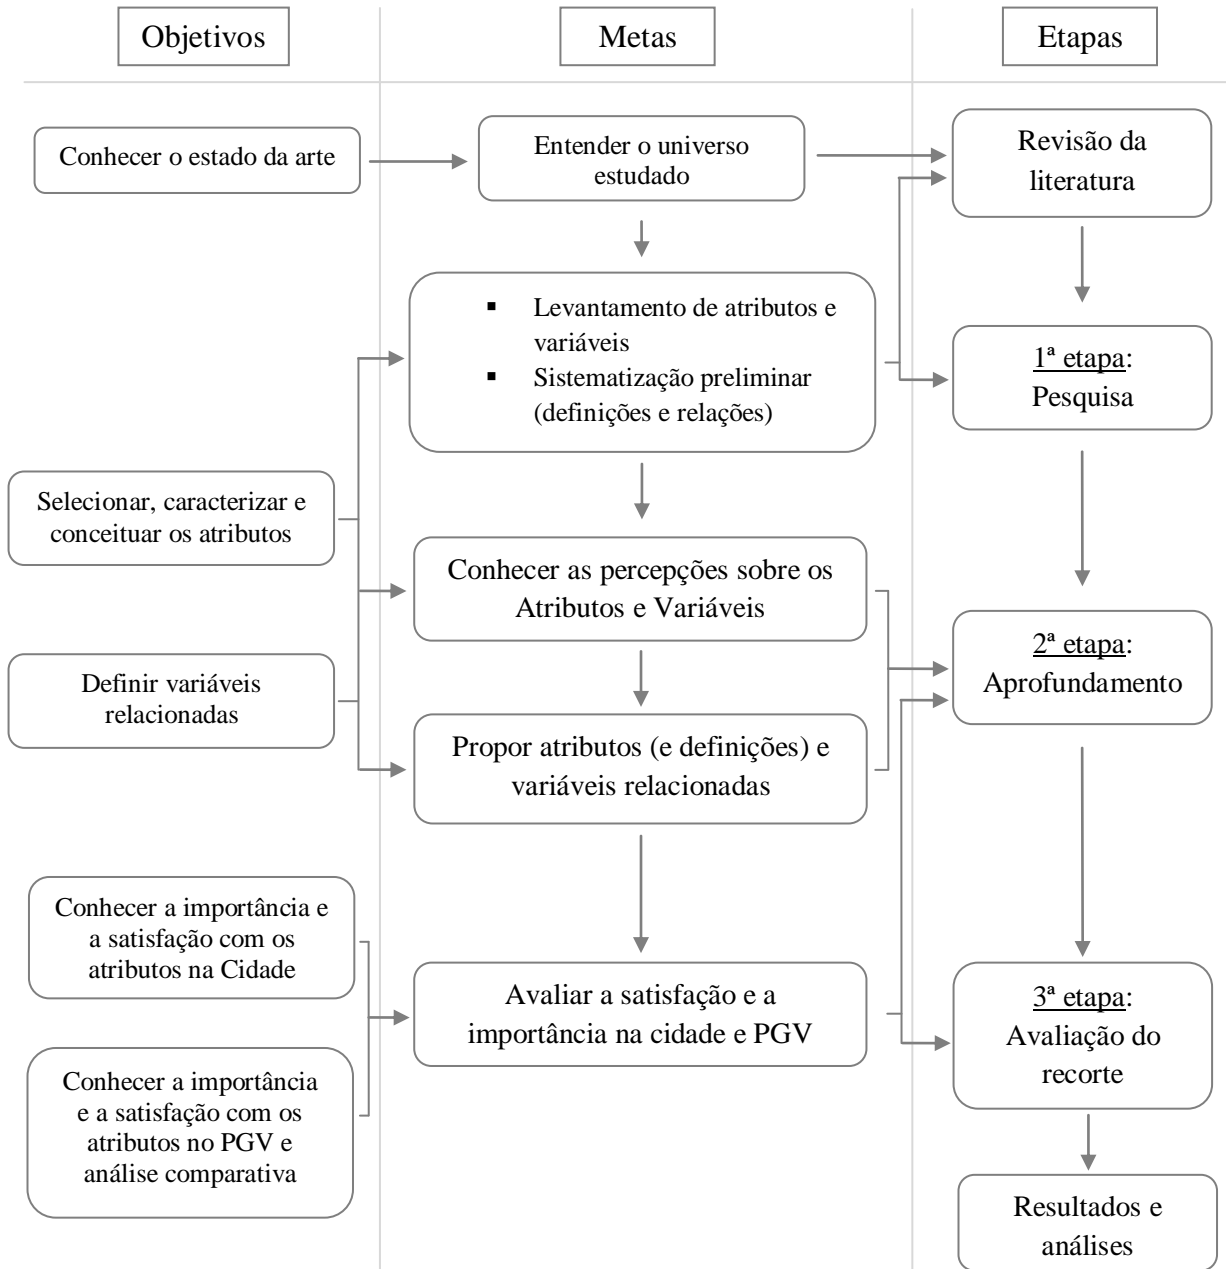 Objetivos
Metas
Etapas
Conhecer o estado da arte
Entender o universo
estudado
Revisão da
literatura
▪ Levantamento de atributos e
variáveis
▪ Sistematização preliminar
(definições e relações)
1ª etapa:
Pesquisa
Selecionar, caracterizar e
conceituar os atributos
Conhecer as percepções sobre os
Atributos e Variáveis
2ª etapa:
Aprofundamento
Definir variáveis
relacionadas
Propor atributos (e definições) e
variáveis relacionadas
Conhecer a importância e
a satisfação com os
atributos na Cidade
Avaliar a satisfação e a
importância na cidade e PGV
3ª etapa:
Avaliação do
recorte
Conhecer a importância
e a satisfação com os
atributos no PGV e
análise comparativa
Resultados e
análises